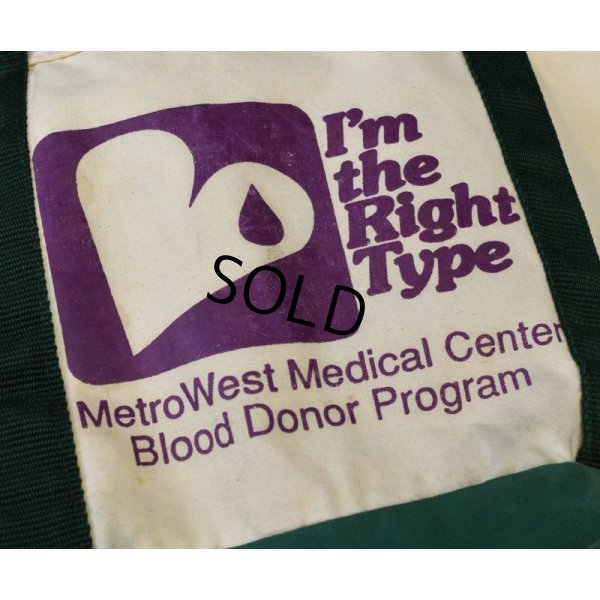 I'm
the
Right
Type
SOLD
MetroWest Medical Center
Blood Donor Program